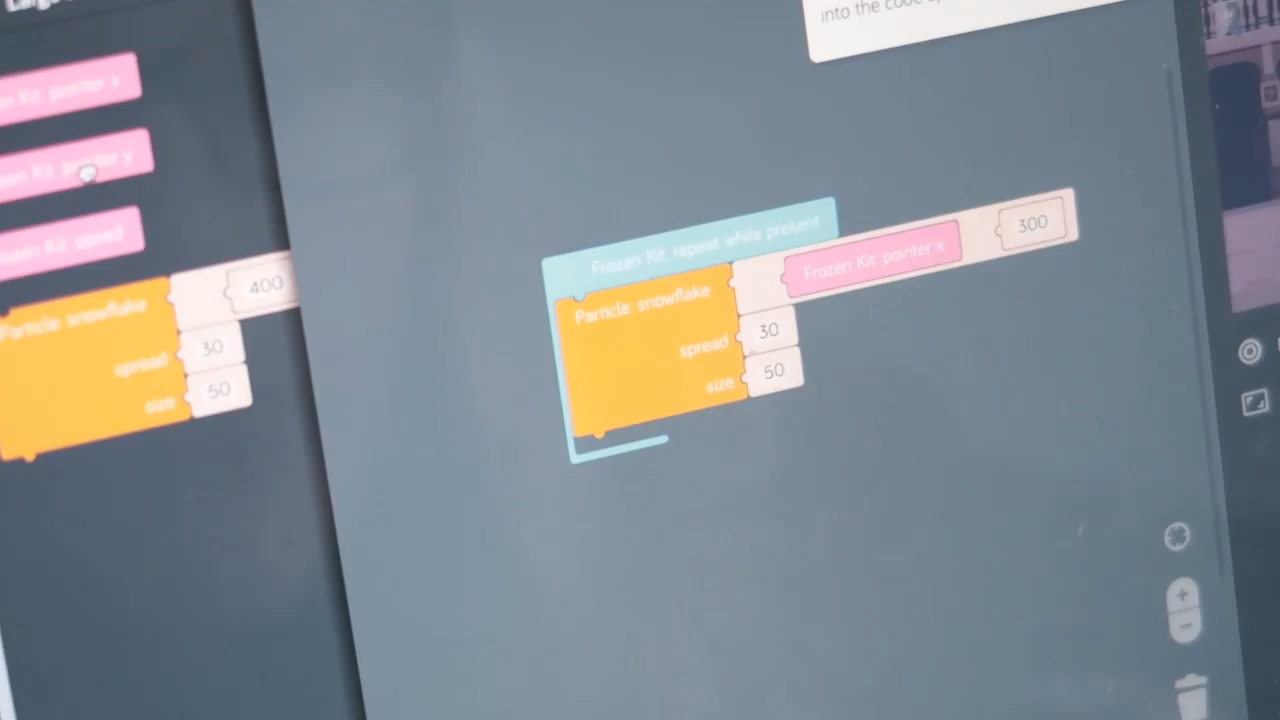 into the code
Kit pointer x
Kit pointer y
Frozen Kit speed
Particle snowflake
400
spread
30
size
50
Frozen Kit repeat while present
Particle snowflake
Frozen Kit pointer x
300
spread
30
size
50